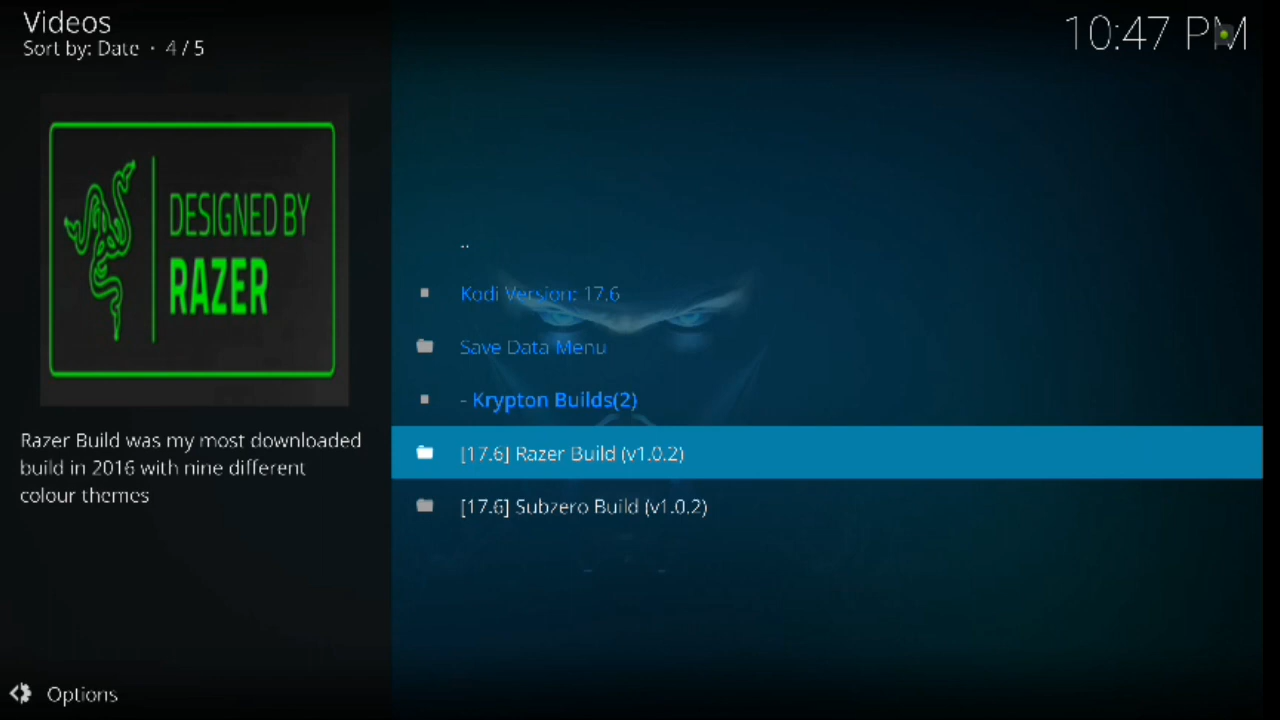 Videos
Sort by: Date · 4 / 5
10:47 PM
DESIGNED BY
RAZER
Razer Build was my most downloaded
build in 2016 with nine different
colour themes
..
Kodi Version: 17.6
Save Data Menu
- Krypton Builds(2)
[17.6] Razer Build (v1.0.2)
[17.6] Subzero Build (v1.0.2)
Options